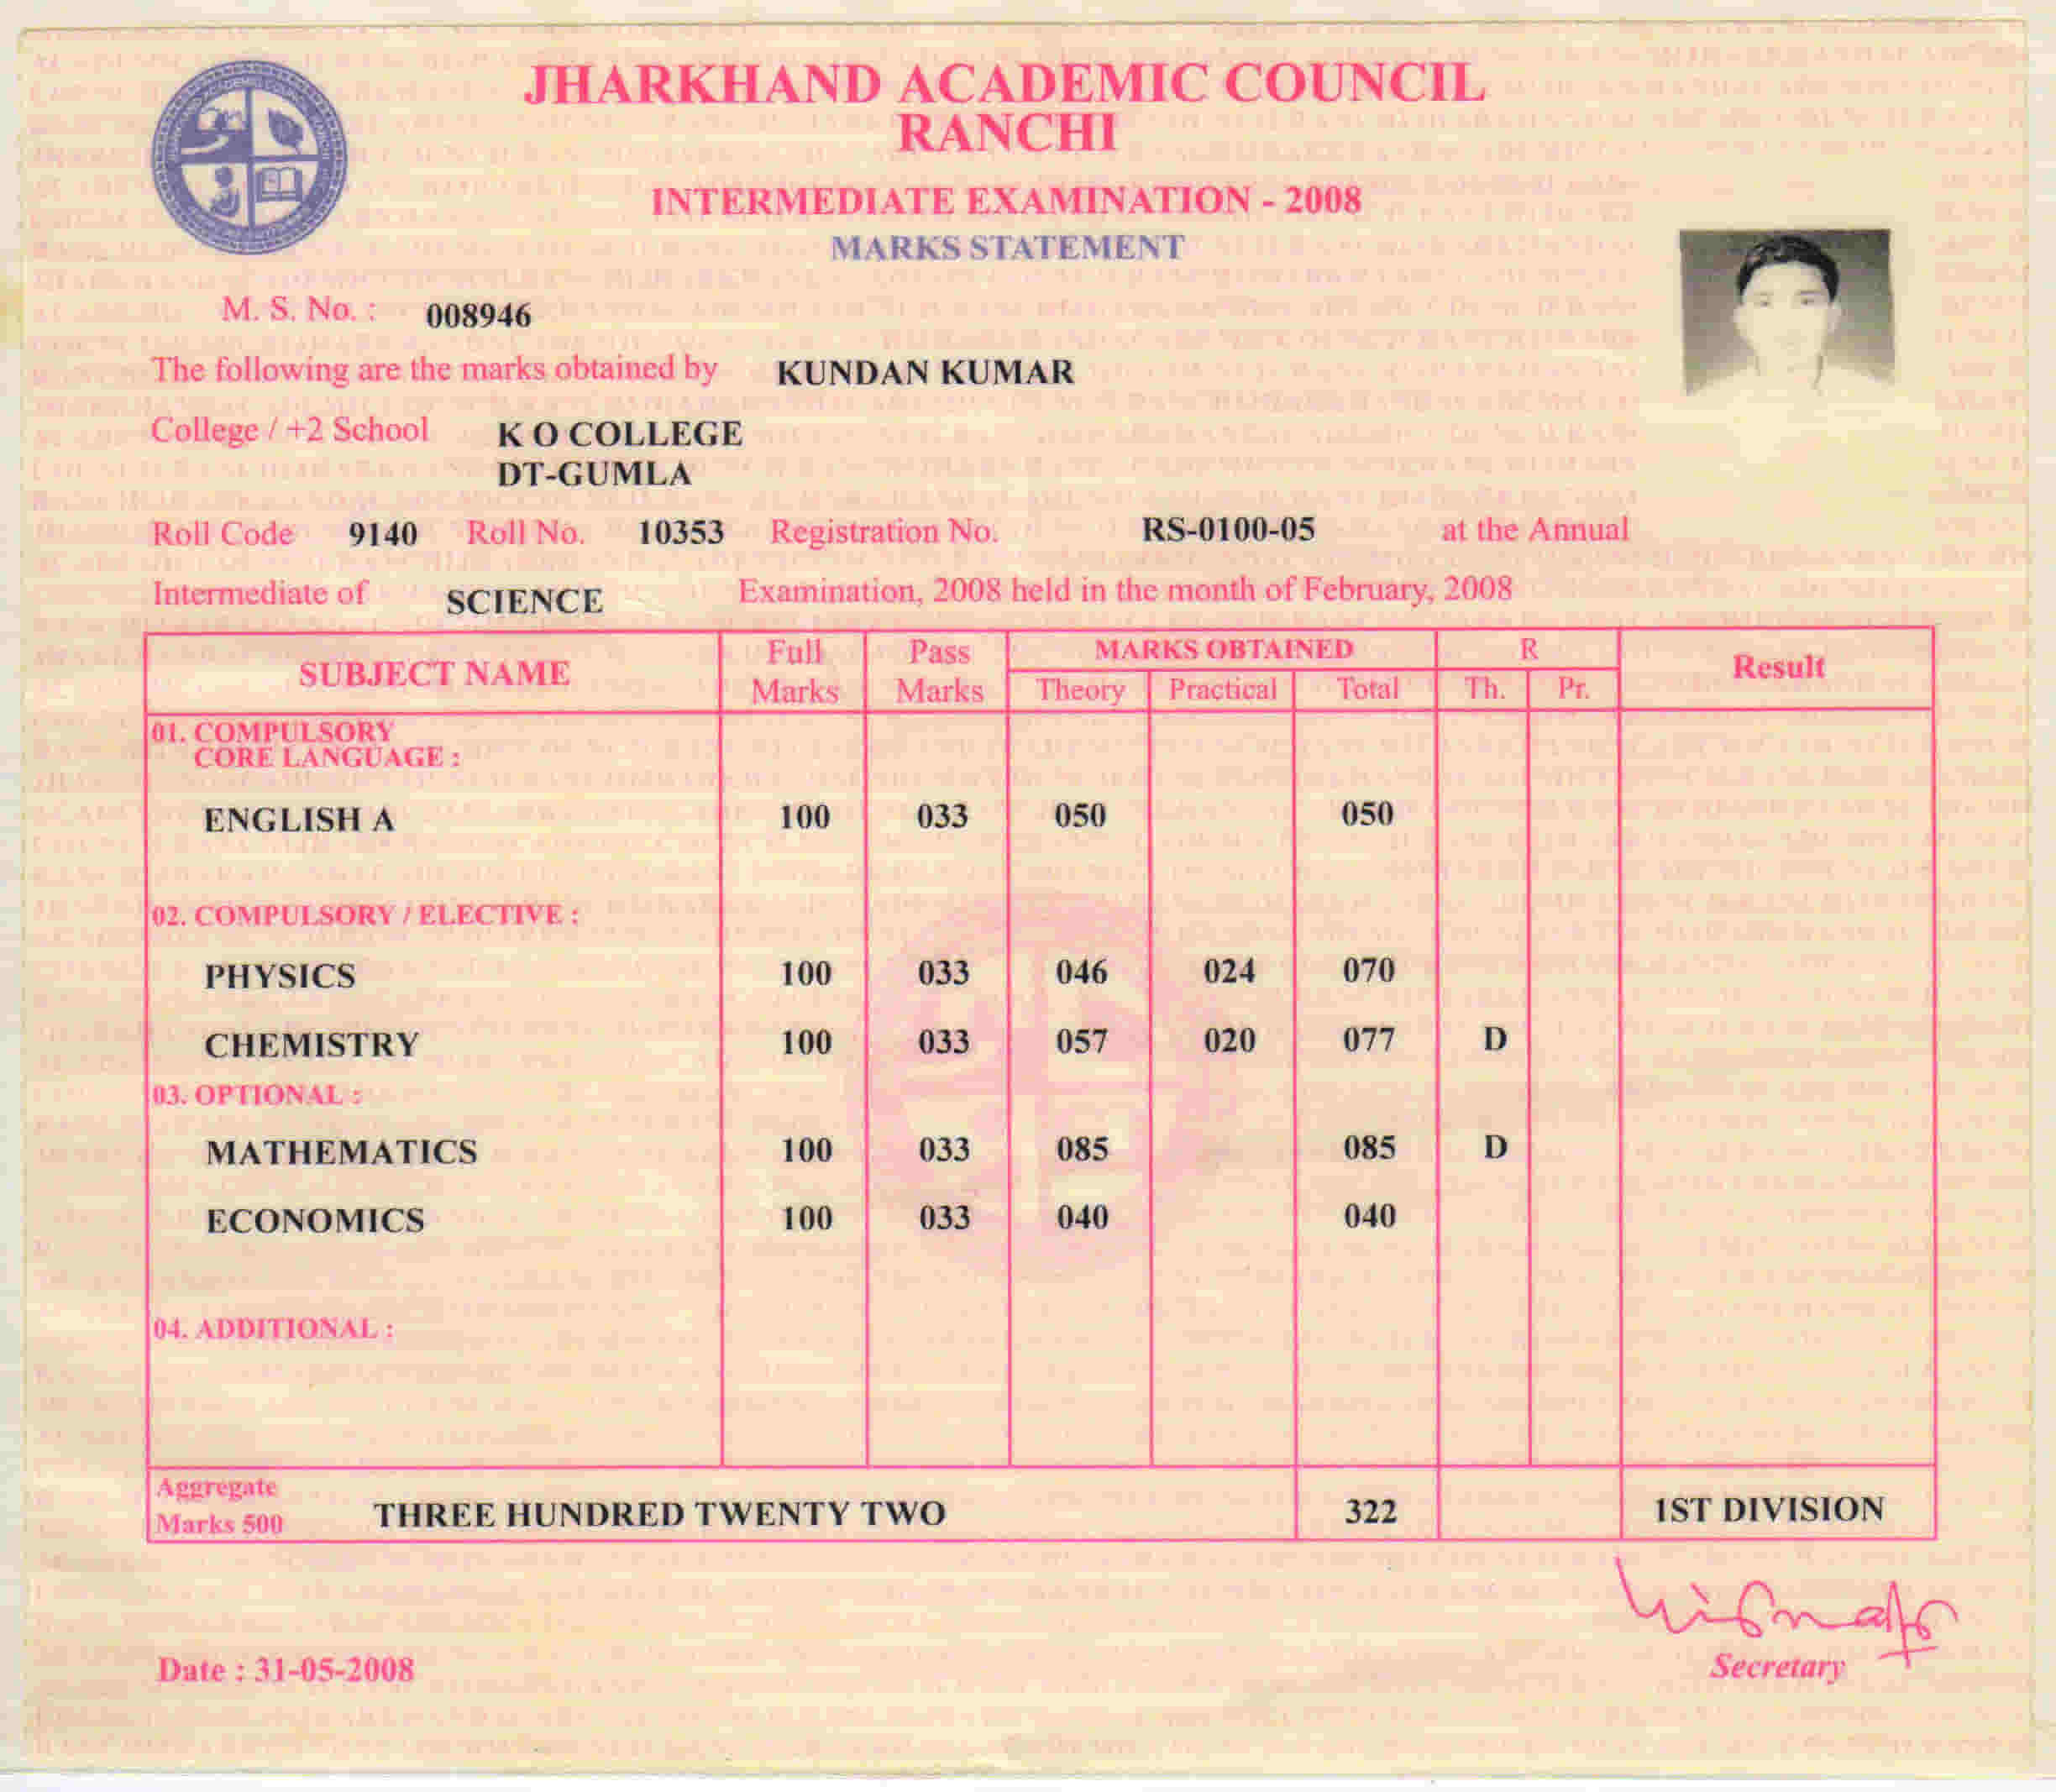 JHARKHAND ACADEMIC COUNCIL
RANCHI
INTERMEDIATE EXAMINATION - 2008
MARKS STATEMENT
M. S. No. : 008946
The following are the marks obtained by KUNDAN KUMAR
College / +2 School K O COLLEGE
DT-GUMLA
Roll Code 9140 Roll No. 10353 Registration No. RS-0100-05 at the Annual
Intermediate of SCIENCE Examination, 2008 held in the month of February, 2008
SUBJECT NAME Full Marks Pass Marks MARKS OBTAINED R Result
Theory Practical Total Th. Pr.
01. COMPULSORY
CORE LANGUAGE :
ENGLISH A 100 033 050 050
02. COMPULSORY / ELECTIVE :
PHYSICS 100 033 046 024 070
CHEMISTRY 100 033 057 020 077 D
03. OPTIONAL :
MATHEMATICS 100 033 085 085 D
ECONOMICS 100 033 040 040
04. ADDITIONAL :
Aggregate
Marks 500 THREE HUNDRED TWENTY TWO 322 1ST DIVISION
Date : 31-05-2008 Secretary